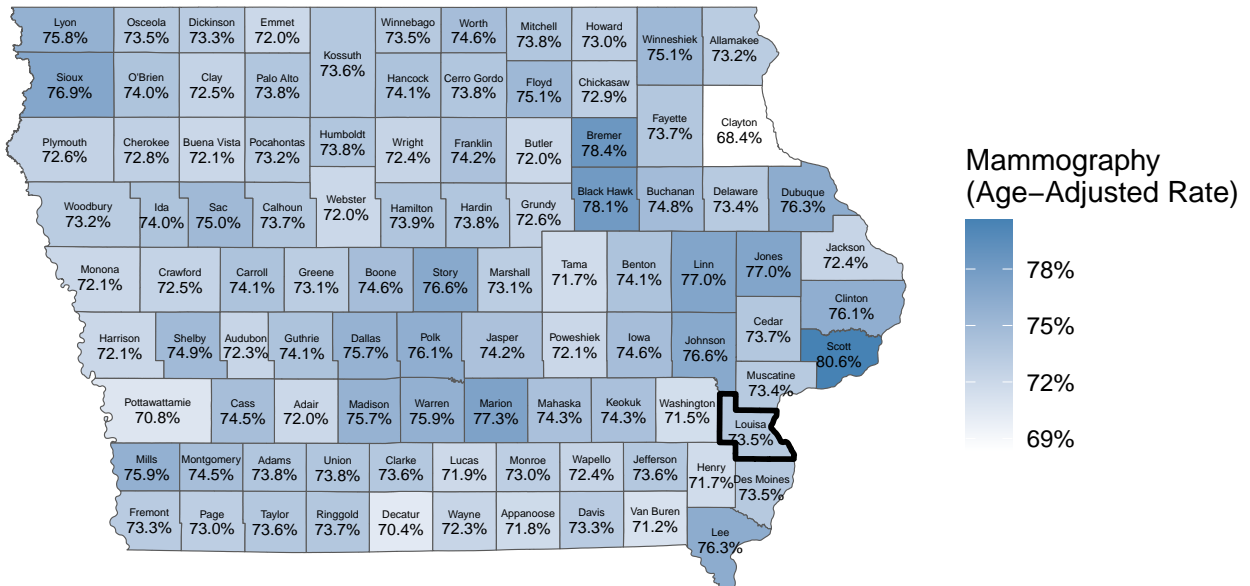 Lyon
75.8%
Osceola
73.5%
Dickinson
73.3%
Emmet
72.0%
Kossuth
73.6%
Winnebago
73.5%
Worth
74.6%
Mitchell
73.8%
Howard
73.0%
Winneshiek
75.1%
Allamakee
73.2%
Sioux
76.9%
O'Brien
74.0%
Clay
72.5%
Palo Alto
73.8%
Hancock
74.1%
Cerro Gordo
73.8%
Floyd
75.1%
Chickasaw
72.9%
Fayette
73.7%
Clayton
68.4%
Plymouth
72.6%
Cherokee
72.8%
Buena Vista
72.1%
Pocahontas
73.2%
Humboldt
73.8%
Wright
72.4%
Franklin
74.2%
Butler
72.0%
Bremer
78.4%
Woodbury
73.2%
Ida
74.0%
Sac
75.0%
Calhoun
73.7%
Webster
72.0%
Hamilton
73.9%
Hardin
73.8%
Grundy
72.6%
Black Hawk
78.1%
Buchanan
74.8%
Delaware
73.4%
Dubuque
76.3%
Monona
72.1%
Crawford
72.5%
Carroll
74.1%
Greene
73.1%
Boone
74.6%
Story
76.6%
Marshall
73.1%
Tama
71.7%
Benton
74.1%
Linn
77.0%
Jones
77.0%
Jackson
72.4%
Clinton
76.1%
Harrison
72.1%
Shelby
74.9%
Audubon
72.3%
Guthrie
74.1%
Dallas
75.7%
Polk
76.1%
Jasper
74.2%
Poweshiek
72.1%
Iowa
74.6%
Johnson
76.6%
Cedar
73.7%
Scott
80.6%
Muscatine
73.4%
Pottawattamie
70.8%
Cass
74.5%
Adair
72.0%
Madison
75.7%
Warren
75.9%
Marion
77.3%
Mahaska
74.3%
Keokuk
74.3%
Washington
71.5%
Louisa
73.5%
Mills
75.9%
Montgomery
74.5%
Adams
73.8%
Union
73.8%
Clarke
73.6%
Lucas
71.9%
Monroe
73.0%
Wapello
72.4%
Jefferson
73.6%
Henry
71.7%
Des Moines
73.5%
Fremont
73.3%
Page
73.0%
Taylor
73.6%
Ringgold
73.7%
Decatur
70.4%
Wayne
72.3%
Appanoose
71.8%
Davis
73.3%
Van Buren
71.2%
Lee
76.3%
Mammography
(Age−Adjusted Rate)
78%
75%
72%
69%